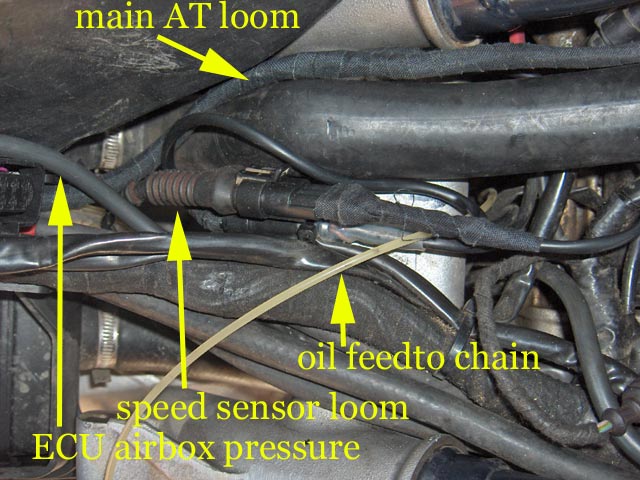 main AT loom
oil feedto chain
speed sensor loom
ECU airbox pressure